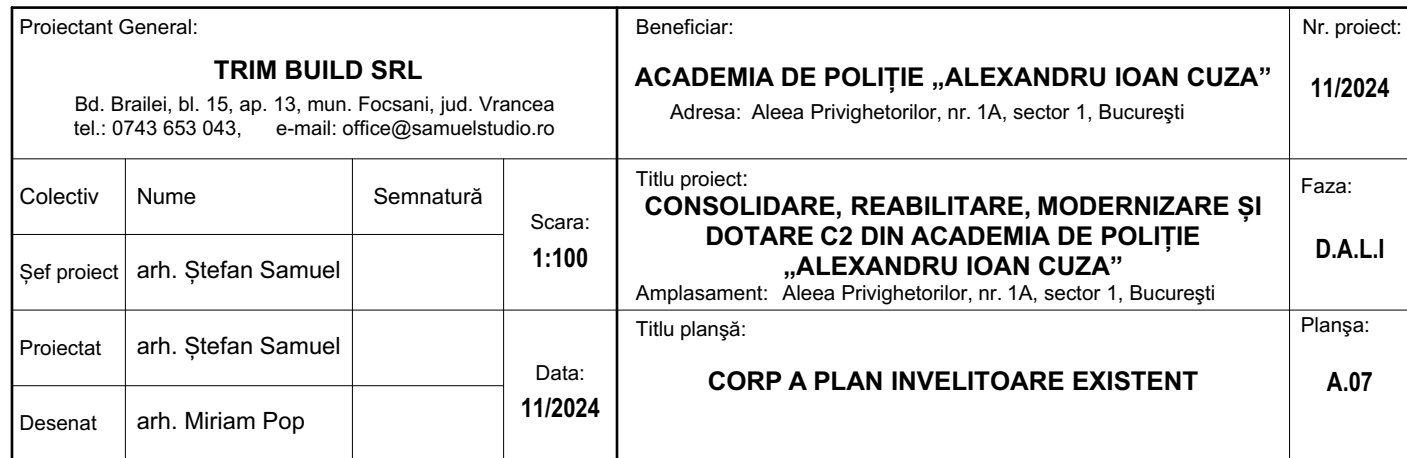 Proiectant General:
TRIM BUILD SRL
Bd. Brailei, bl. 15, ap. 13, mun. Focsani, jud. Vrancea
tel.: 0743 653 043, e-mail: office@samuelstudio.ro
Beneficiar:
ACADEMIA DE POLIȚIE „ALEXANDRU IOAN CUZA”
Adresa: Aleea Privighetorilor, nr. 1A, sector 1, Bucureşti
Nr. proiect:
11/2024
Colectiv Nume Semnatură
Șef proiect arh. Ștefan Samuel
Scara:
1:100
Titlu proiect:
CONSOLIDARE, REABILITARE, MODERNIZARE ȘI
DOTARE C2 DIN ACADEMIA DE POLIȚIE
„ALEXANDRU IOAN CUZA”
Amplasament: Aleea Privighetorilor, nr. 1A, sector 1, Bucureşti
Faza:
D.A.L.I
Proiectat arh. Ștefan Samuel
Desenat arh. Miriam Pop
Data:
11/2024
Titlu planşă:
CORP A PLAN INVELITOARE EXISTENT
Planşa:
A.07